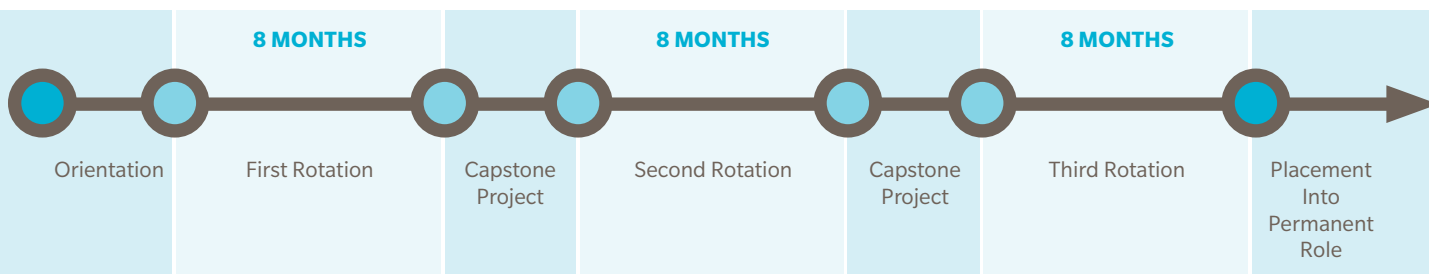 8 MONTHS
8 MONTHS
8 MONTHS
Orientation
First Rotation
Capstone
Project
Second Rotation
Capstone
Project
Third Rotation
Placement
Into
Permanent
Role